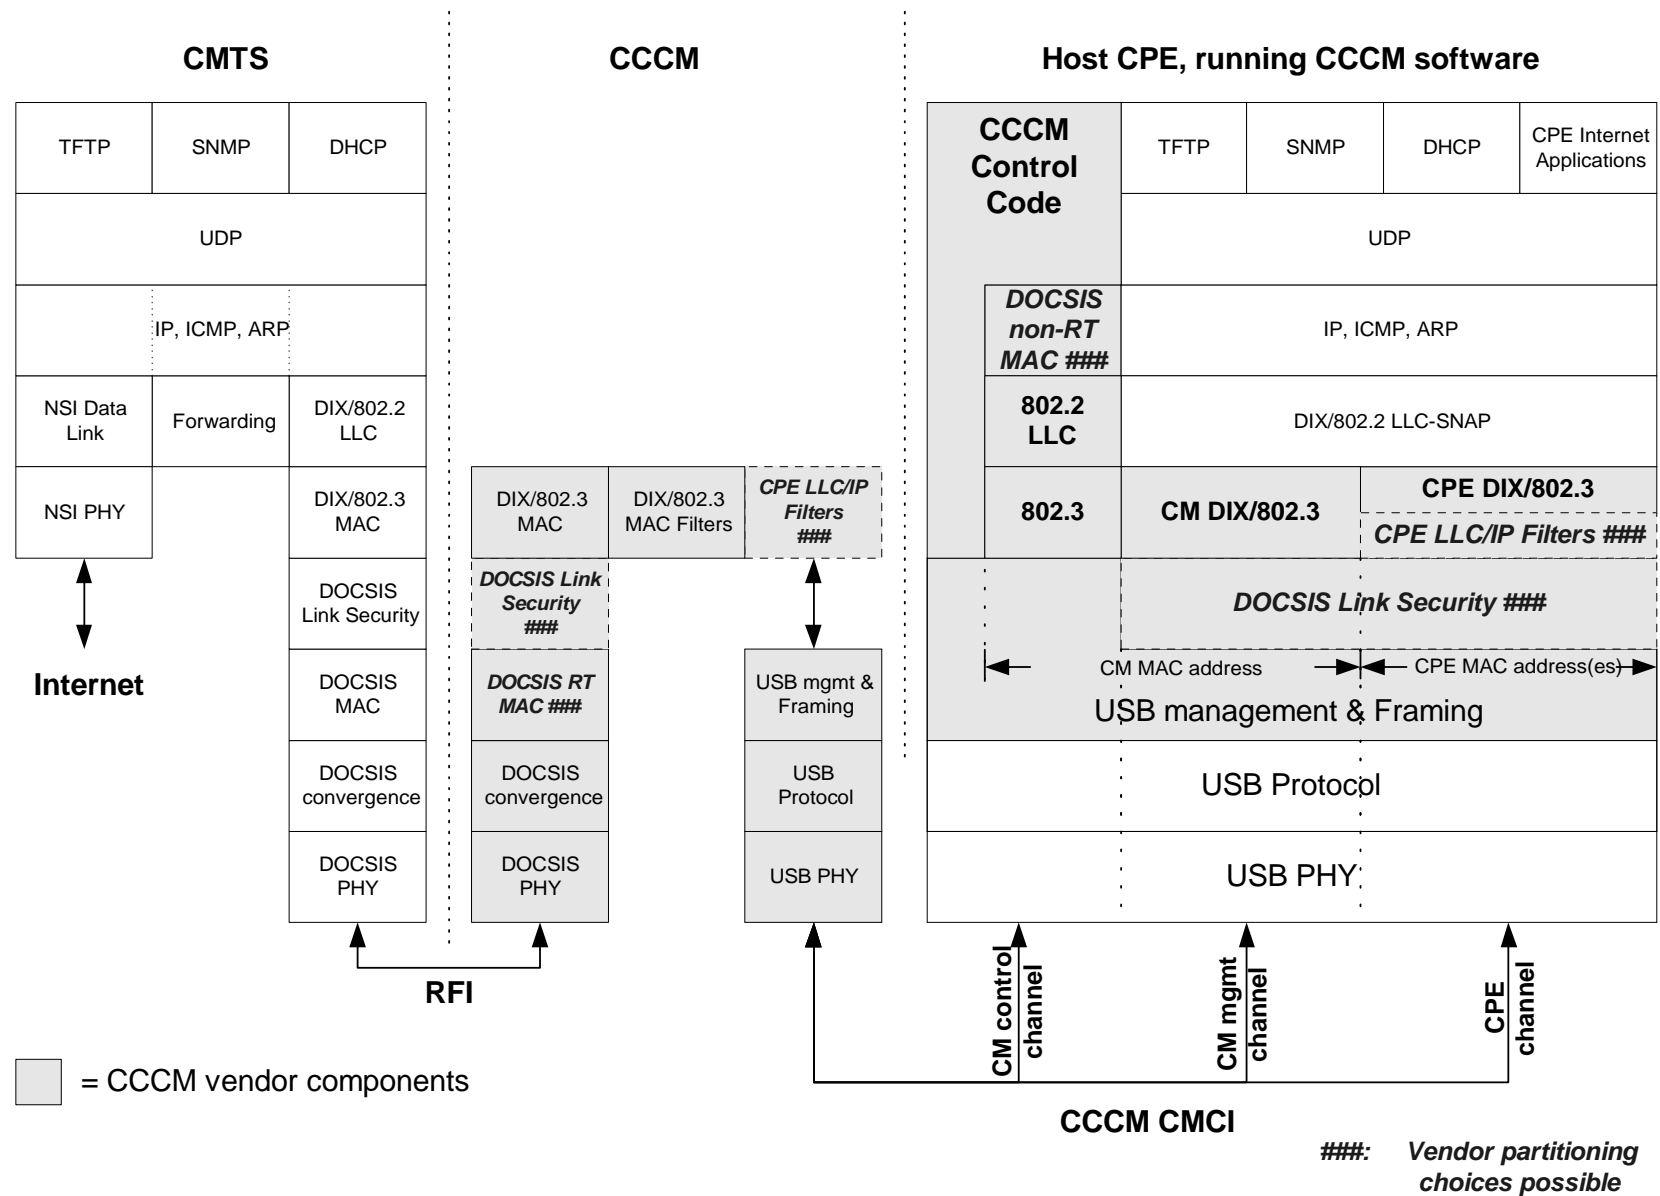 CMTS
CCCM
Host CPE, running CCCM software
TFTP
SNMP
DHCP
UDP
IP, ICMP, ARP
NSI Data
Link
Forwarding
DIX/802.2
LLC
NSI PHY
DIX/802.3
MAC
Internet
DOCSIS
Link Security
DOCSIS
MAC
DOCSIS
convergence
DOCSIS
PHY
DIX/802.3
MAC
DIX/802.3
MAC Filters
CPE LLC/IP
Filters
###
DOCSIS Link
Security
###
DOCSIS RT
MAC ###
DOCSIS
convergence
DOCSIS
PHY
USB mgmt &
Framing
USB
Protocol
USB PHY
CCCM
Control
Code
TFTP
SNMP
DHCP
CPE Internet
Applications
UDP
DOCSIS
non-RT
MAC ###
IP, ICMP, ARP
802.2
LLC
DIX/802.2 LLC-SNAP
802.3
CM DIX/802.3
CPE DIX/802.3
CPE LLC/IP Filters ###
DOCSIS Link Security ###
CM MAC address
CPE MAC address(es)
USB management & Framing
USB Protocol
USB PHY
RFI
CM control
channel
CM mgmt
channel
CPE
channel
CCCM CMCI
= CCCM vendor components
###: Vendor partitioning
choices possible